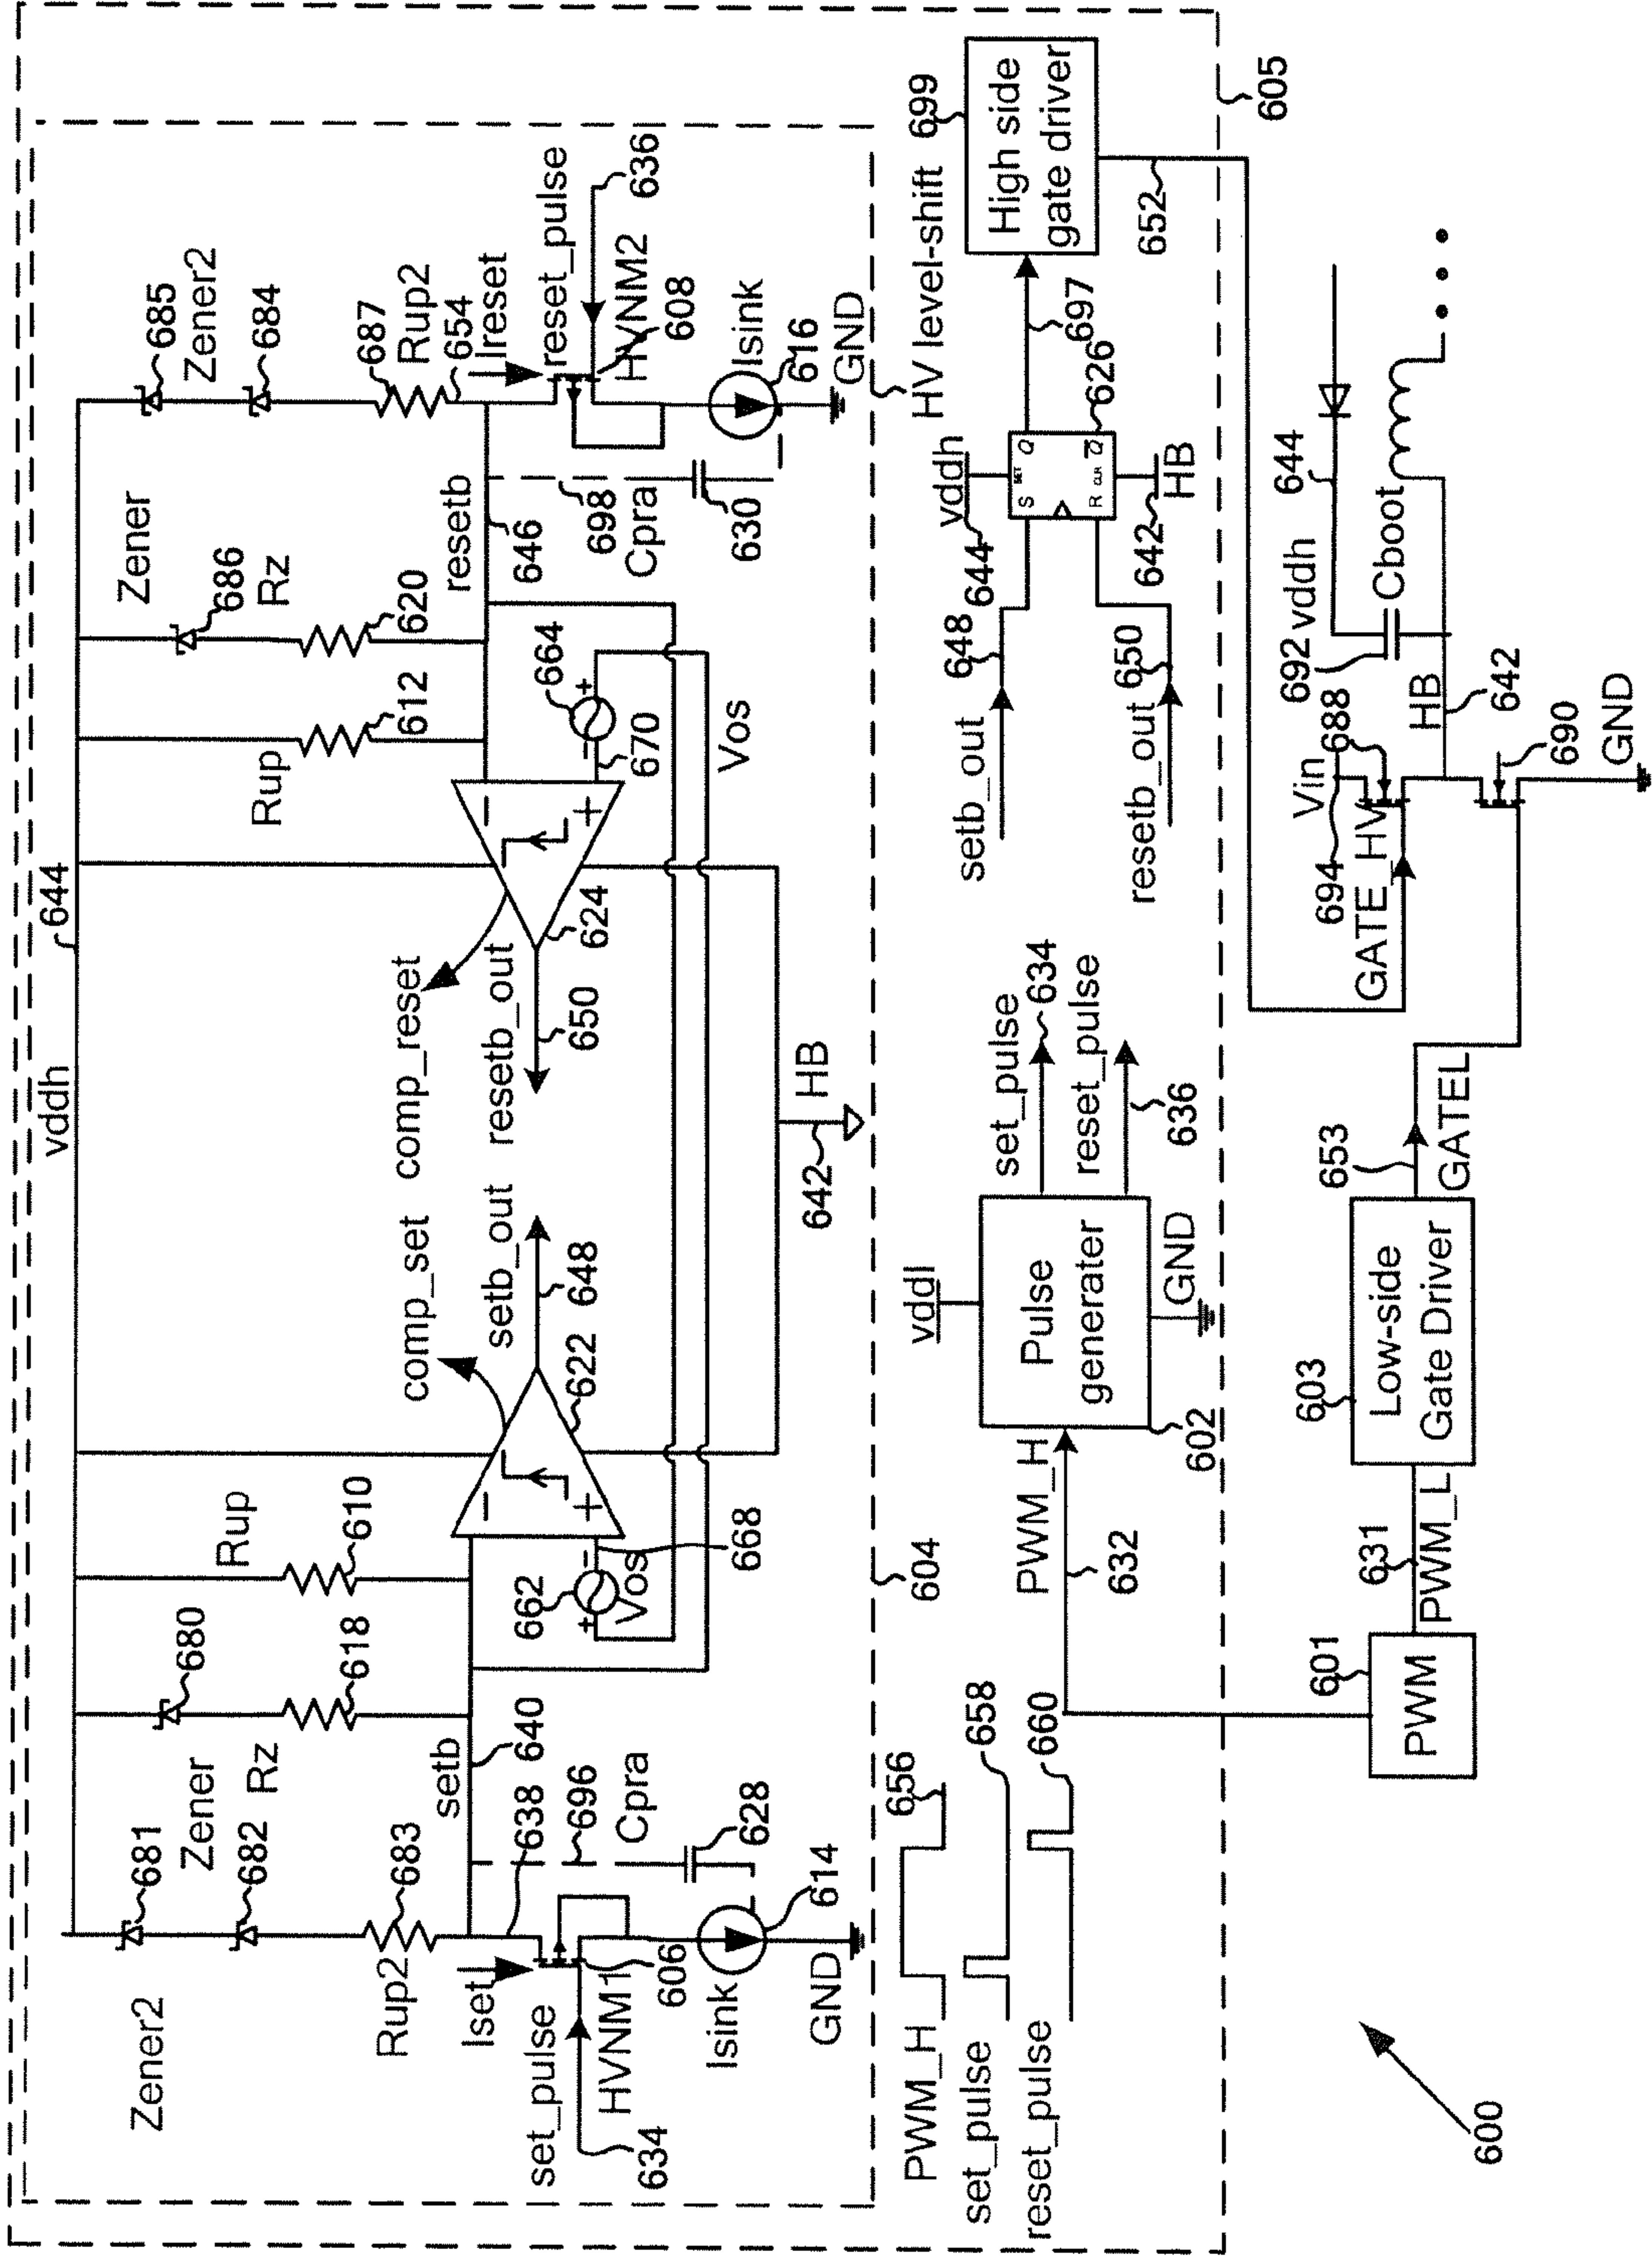 vddh
644
Zener2
681
Zener
682
680
Rz
618
Rup
610
Rup2
683
setb
640
638
696
Cpra
628
Iset
set_pulse
634
HVNM1
606
Isink
614
GND
662
+
-
Vos
668
−
+
622
comp_set
setb_out
648
comp_reset
resetb_out
650
624
−
+
642
HB
Rup
612
Zener
686
Rz
620
664
+
-
670
Vos
resetb
646
698
Cpra
630
685
Zener2
684
687
Rup2
654
Ireset
reset_pulse
636
HVNM2
608
Isink
616
GND
604
HV level-shift
PWM_H
656
set_pulse
658
reset_pulse
660
PWM_H
632
vddl
Pulse
generater
602
GND
set_pulse
634
reset_pulse
636
setb_out
648
resetb_out
650
vddh
644
S
SET
Q
R
CLR
Q
626
HB
642
697
699
High side
gate driver
652
605
PWM
601
631
PWM_L
603
Low-side
Gate Driver
653
GATEL
GATE_HV
694
Vin
688
690
GND
HB
642
692
vddh
Cboot
644
600